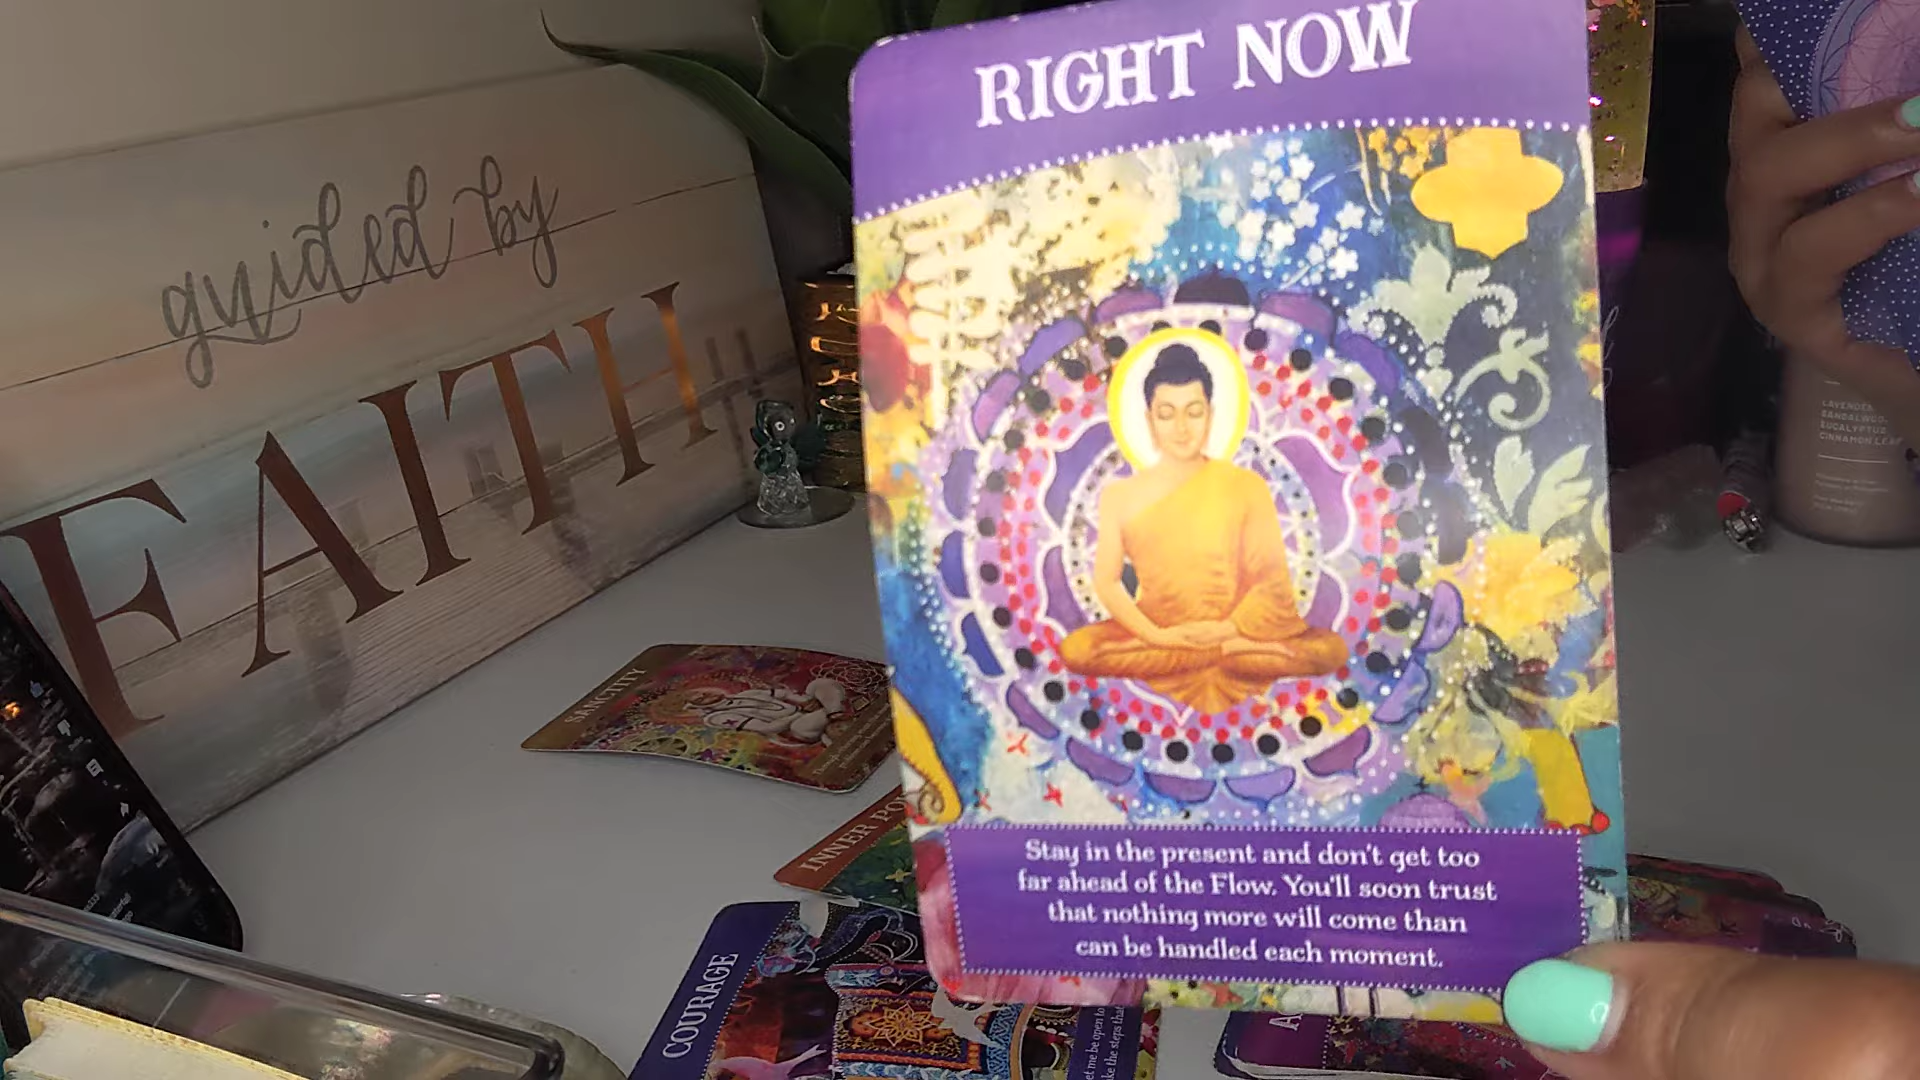 guided by
FAITH
RIGHT NOW
Stay in the present and don't get too
far ahead of the Flow. You'll soon trust
that nothing more will come than
can be handled each moment.
SANCTITY
INNER PO
COURAGE
LAVENDER,
EUCALYPTUS
CINNAMON LEAF